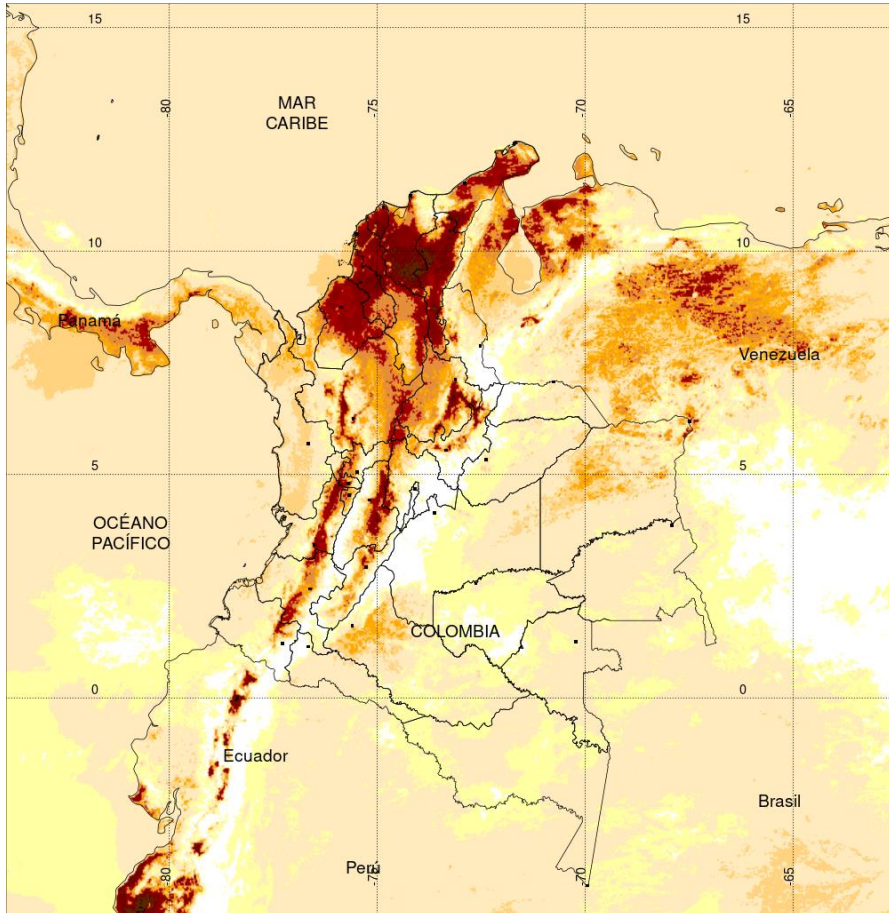 15
15
-80
-75
-70
-65
MAR
CARIBE
10
10
Panamá
Venezuela
5
5
OCÉANO
PACÍFICO
COLOMBIA
0
0
Ecuador
Brasil
Perú
-80
-75
-70
-65